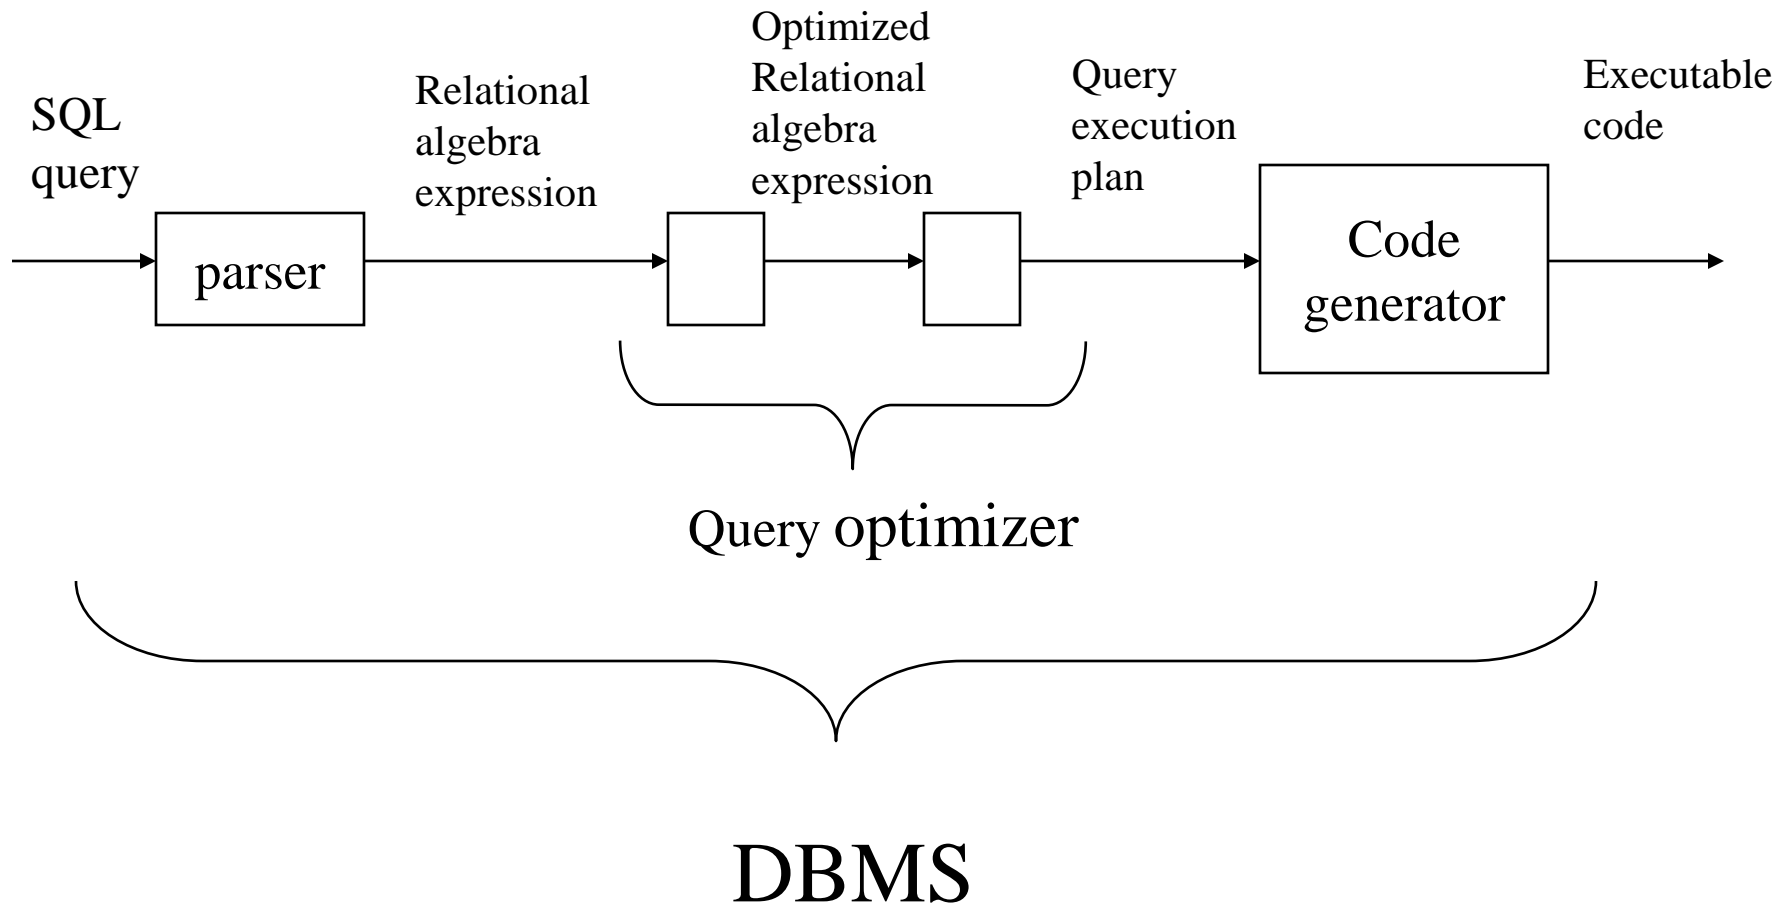 SQL
query
Relational
algebra
expression
Optimized
Relational
algebra
expression
Query
execution
plan
Executable
code
parser
Code
generator
Query optimizer
DBMS